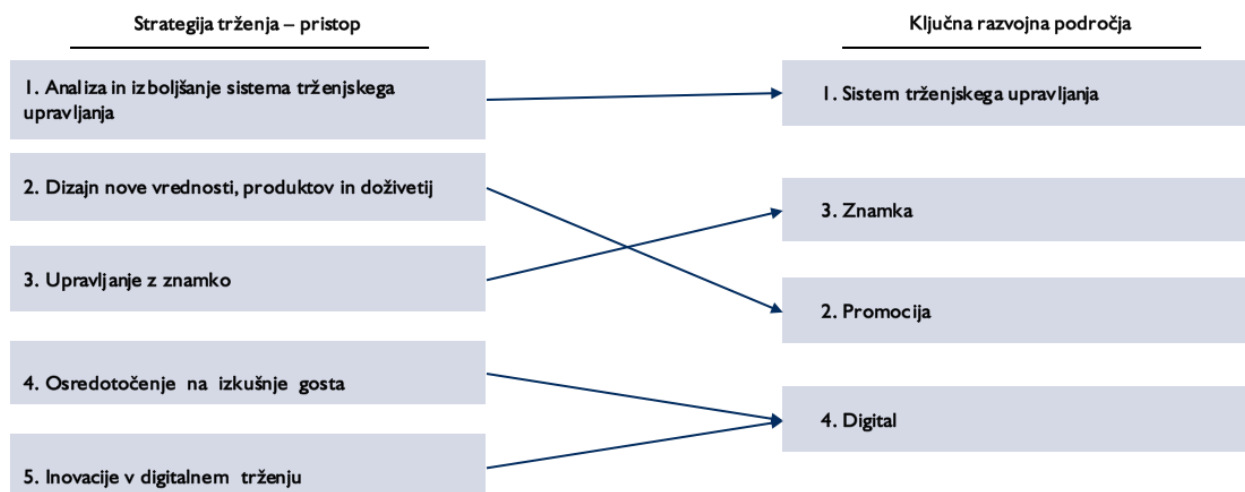 Strategija trženja – pristop
1. Analiza in izboljšanje sistema trženjskega
upravljanja
2. Dizajn nove vrednosti, produktov in doživetij
3. Upravljanje z znamko
4. Osredotočenje na izkušnje gosta
5. Inovacije v digitalnem trženju
Ključna razvojna področja
1. Sistem trženjskega upravljanja
3. Znamka
2. Promocija
4. Digital